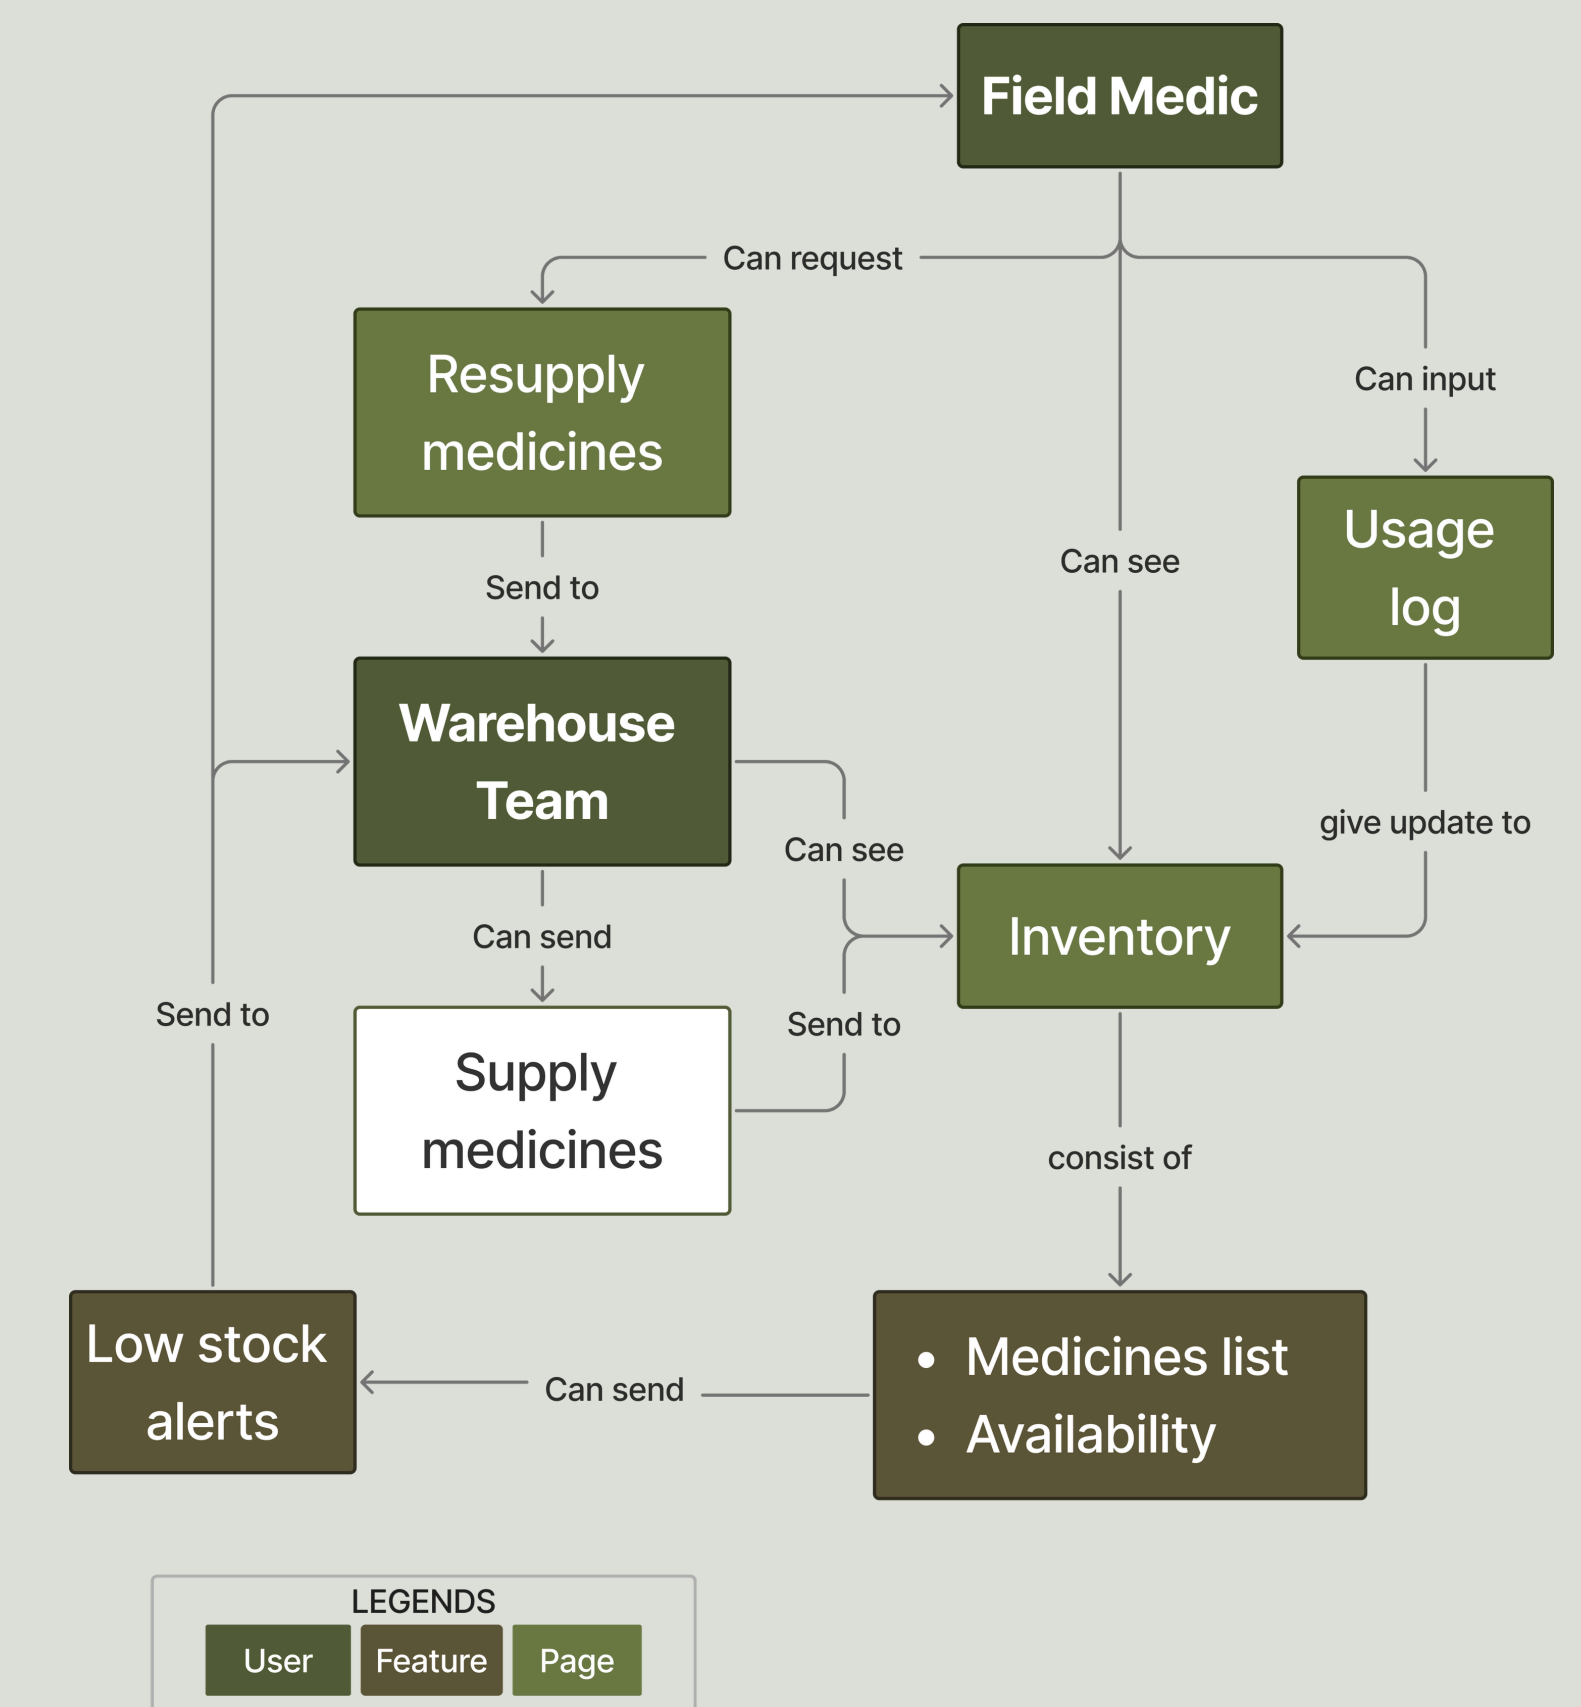 Field Medic
Can request
Resupply
medicines
Can input
Usage
log
Can see
Send to
Warehouse
Team
give update to
Can see
Inventory
Can send
Send to
Send to
Supply
medicines
consist of
Low stock
alerts
Can send
• Medicines list
• Availability
LEGENDS
User
Feature
Page